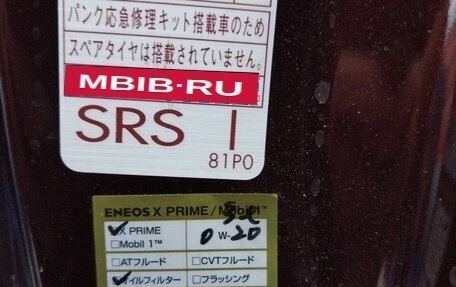 パンク応急修理キット搭載車のため
スペアタイヤは搭載されていません。
MBIB·RU
SRS I
81P0
ENEOS X PRIME/Mobil 1™
X PRIME 0 W-20
□Mobil 1™
□ATフルード □CVTフルード
オイルフィルター □フラッシング